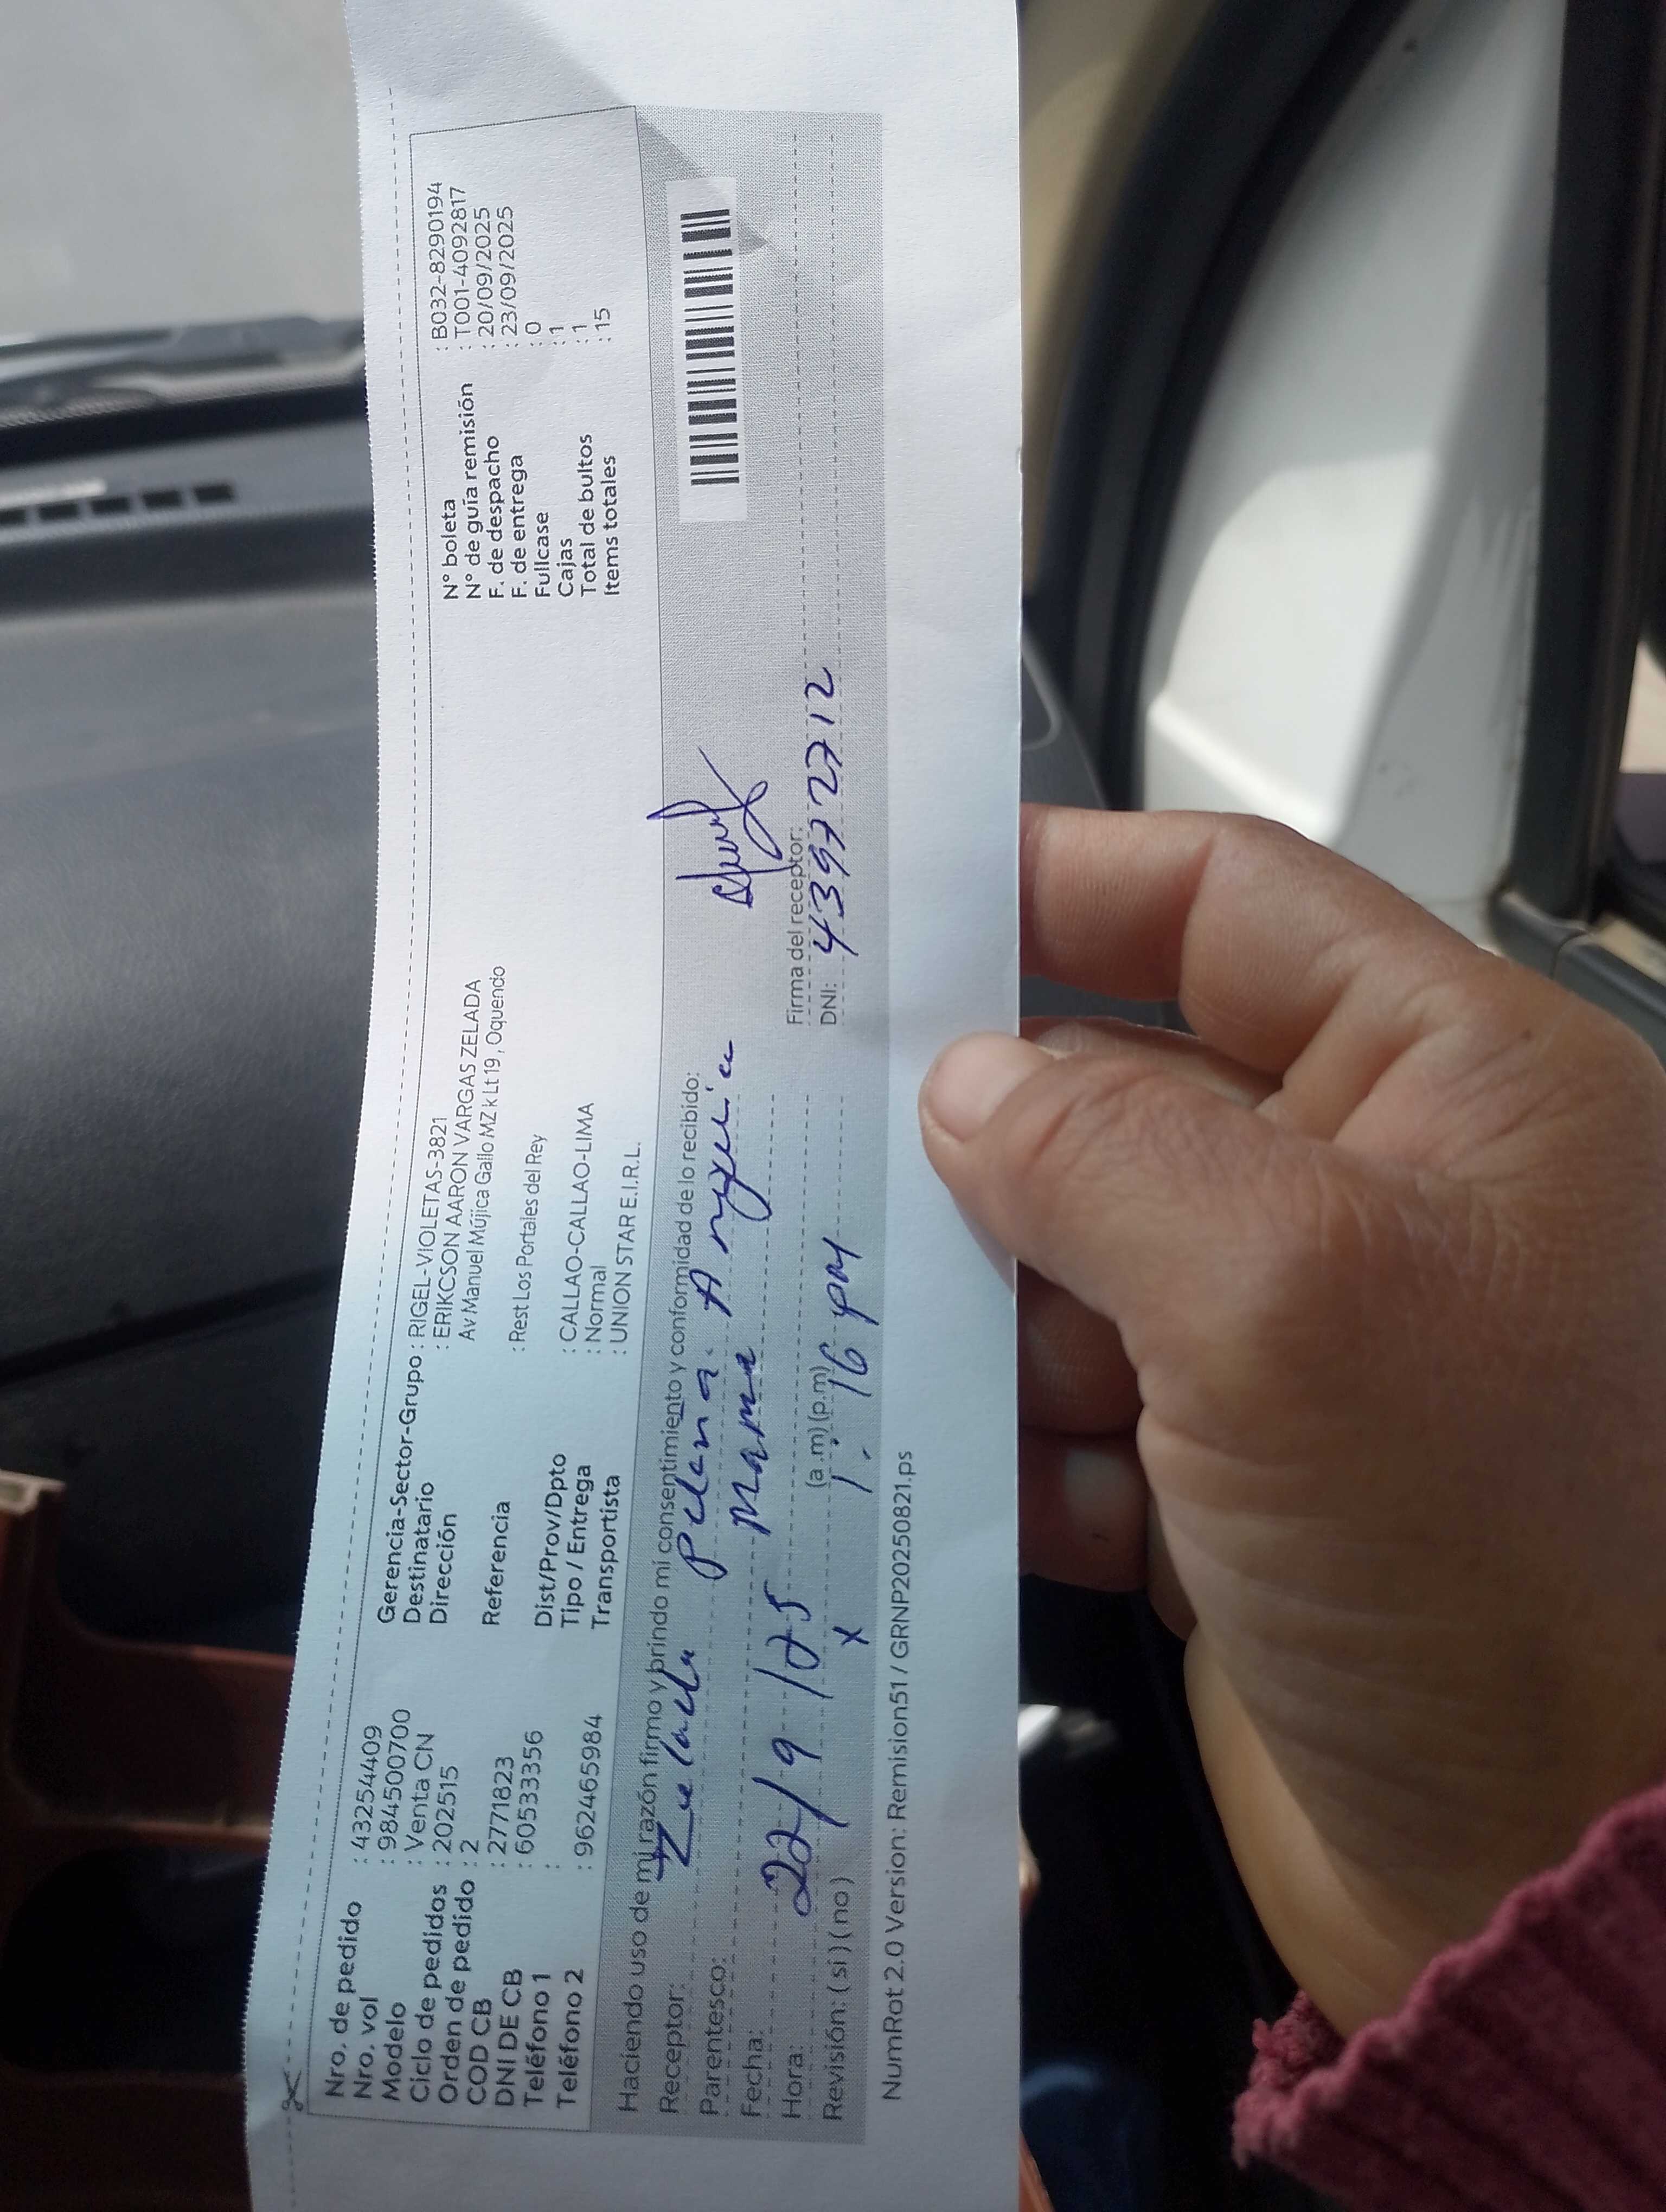 Nro. de pedido : 43254409
Nro. vol : 984500700
Modelo : Venta CN
Ciclo de pedidos : 202515
Orden de pedido : 2
COD CB : 2771823
DNI DE CB : 60533356
Teléfono 1 :
Teléfono 2 : 962465984
Gerencia-Sector-Grupo : RIGEL-VIOLETAS-3821
Destinatario : ERIKCSON AARON VARGAS ZELADA
Dirección Av Manuel Mújica Gallo MZ k Lt 19 , Oquendo
Referencia : Rest Los Portales del Rey
Dist/Prov/Dpto : CALLAO-CALLAO-LIMA
Tipo / Entrega : Normal
Transportista : UNION STAR E.I.R.L.
N° boleta : B032-8290194
N° de guía remisión : T001-4092817
F. de despacho : 20/09/2025
F. de entrega : 23/09/2025
Fullcase : 0
Cajas : 1
Total de bultos : 1
Items totales : 15
Haciendo uso de mi razón firmo y brindo mi consentimiento y conformidad de lo recibido:
Receptor: Zelada
Parentesco: Mama
Fecha: 22/9/25
Hora: (a.m) (p.m) 1:16 pm
Revisión: ( si ) ( no ) x
Firma del receptor:
DNI: 43972712
NumRot 2.0 Version: Remision51 / GRNP20250821.ps